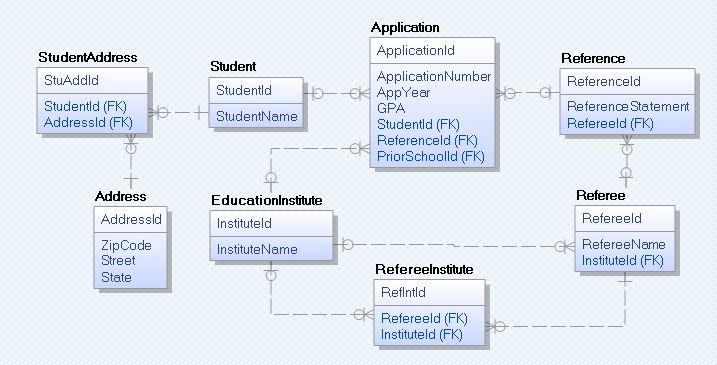 StudentAddress
StuAddId
StudentId (FK)
AddressId (FK)
Student
StudentId
StudentName
Application
ApplicationId
ApplicationNumber
AppYear
GPA
StudentId (FK)
ReferenceId (FK)
PriorSchoolId (FK)
Reference
ReferenceId
ReferenceStatement
RefereeId (FK)
Address
AddressId
ZipCode
Street
State
EducationInstitute
InstituteId
InstituteName
Referee
RefereeId
RefereeName
InstituteId (FK)
RefereeInstitute
RefIntId
RefereeId (FK)
InstituteId (FK)